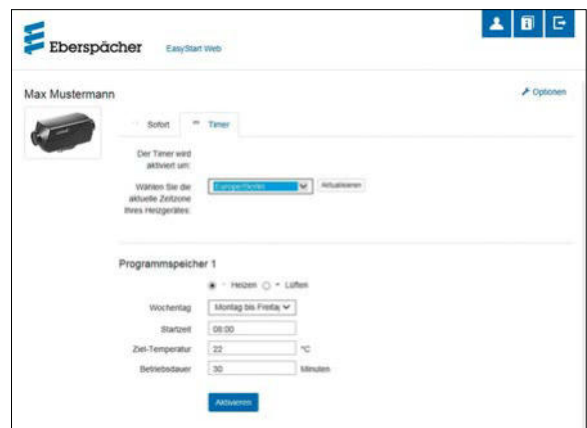 Eberspächer
EasyStart Web
Max Mustermann
Optionen
Sofort
Timer
Der Timer wird
aktiviert um:
Wählen Sie die
aktuelle Zeitzone
Ihres Heizgerätes:
Europe/Berlin
Aktualisieren
Programmspeicher 1
Heizen
Lüften
Wochentag
Montag bis Freitag
Startzeit
08:00
Ziel-Temperatur
22
°C
Betriebsdauer
30
Minuten
Aktivieren